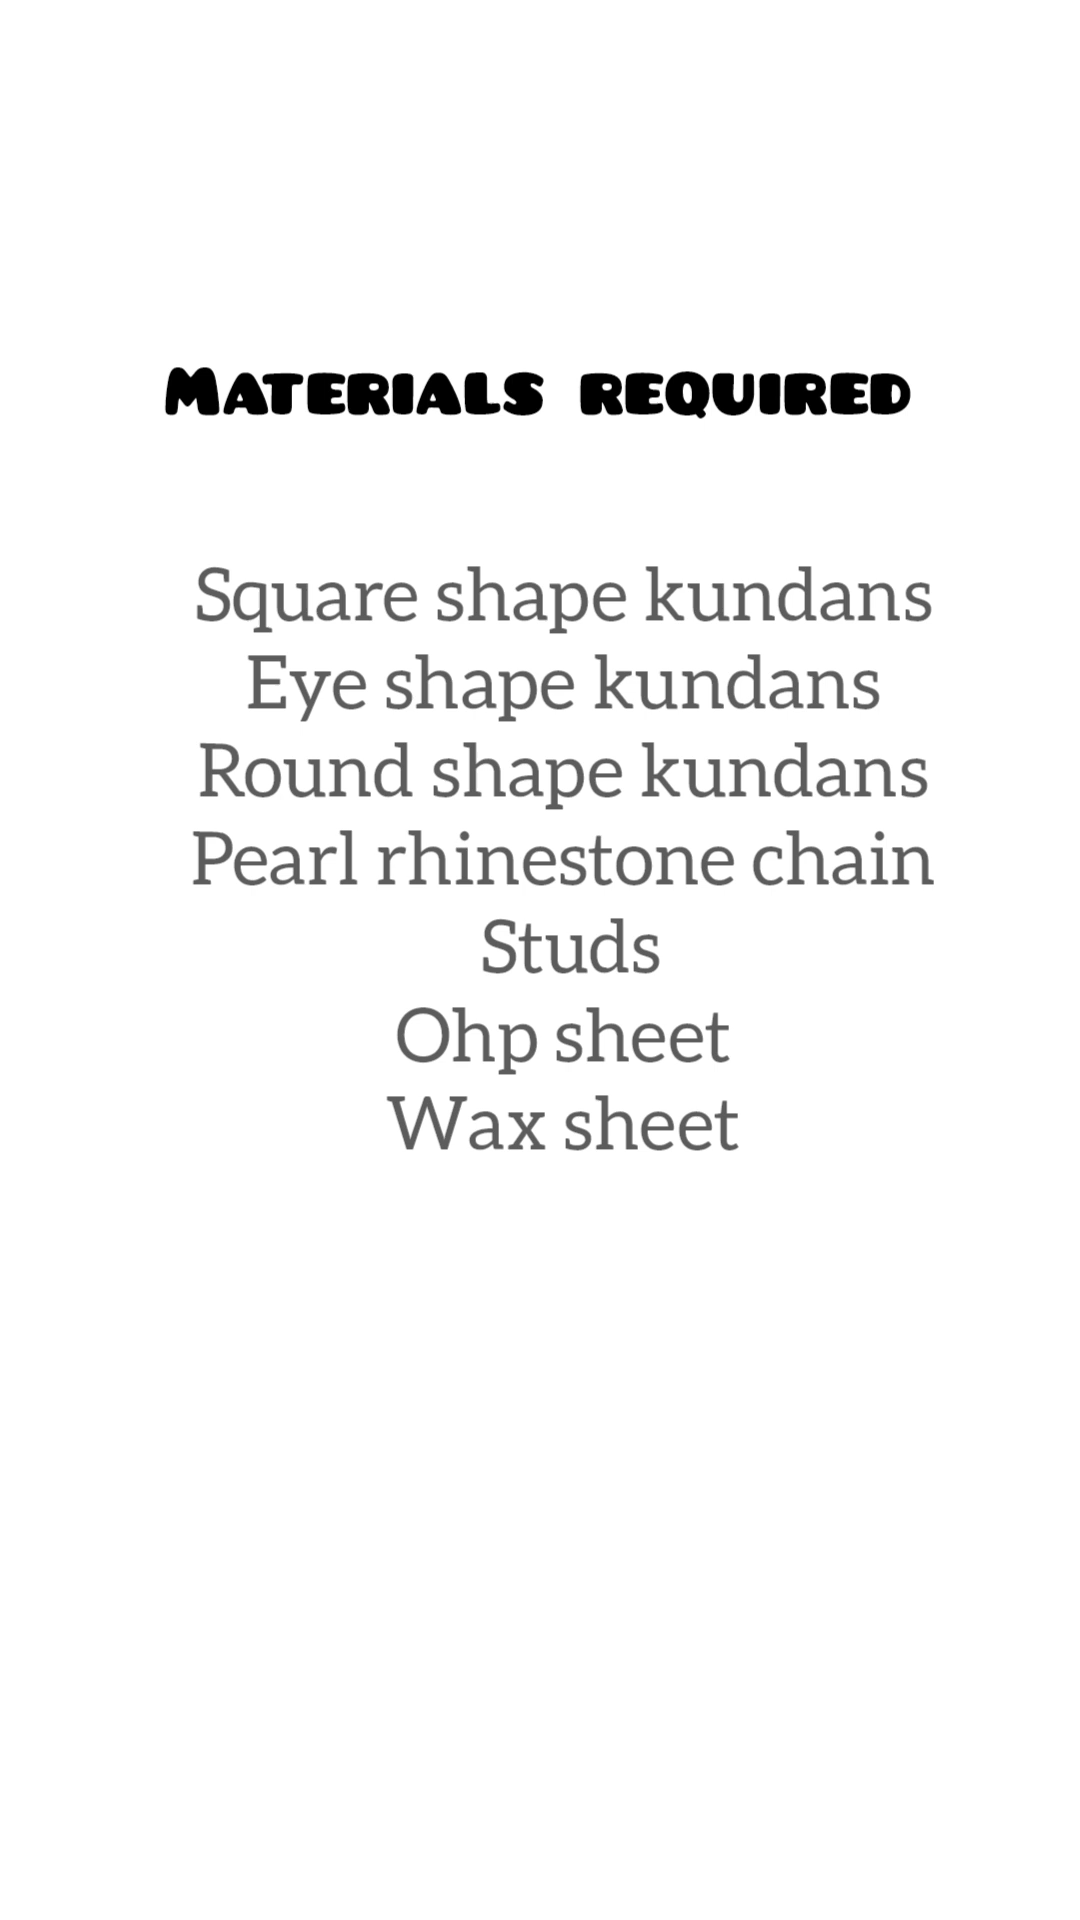 Materials required
Square shape kundans
Eye shape kundans
Round shape kundans
Pearl rhinestone chain
Studs
Ohp sheet
Wax sheet